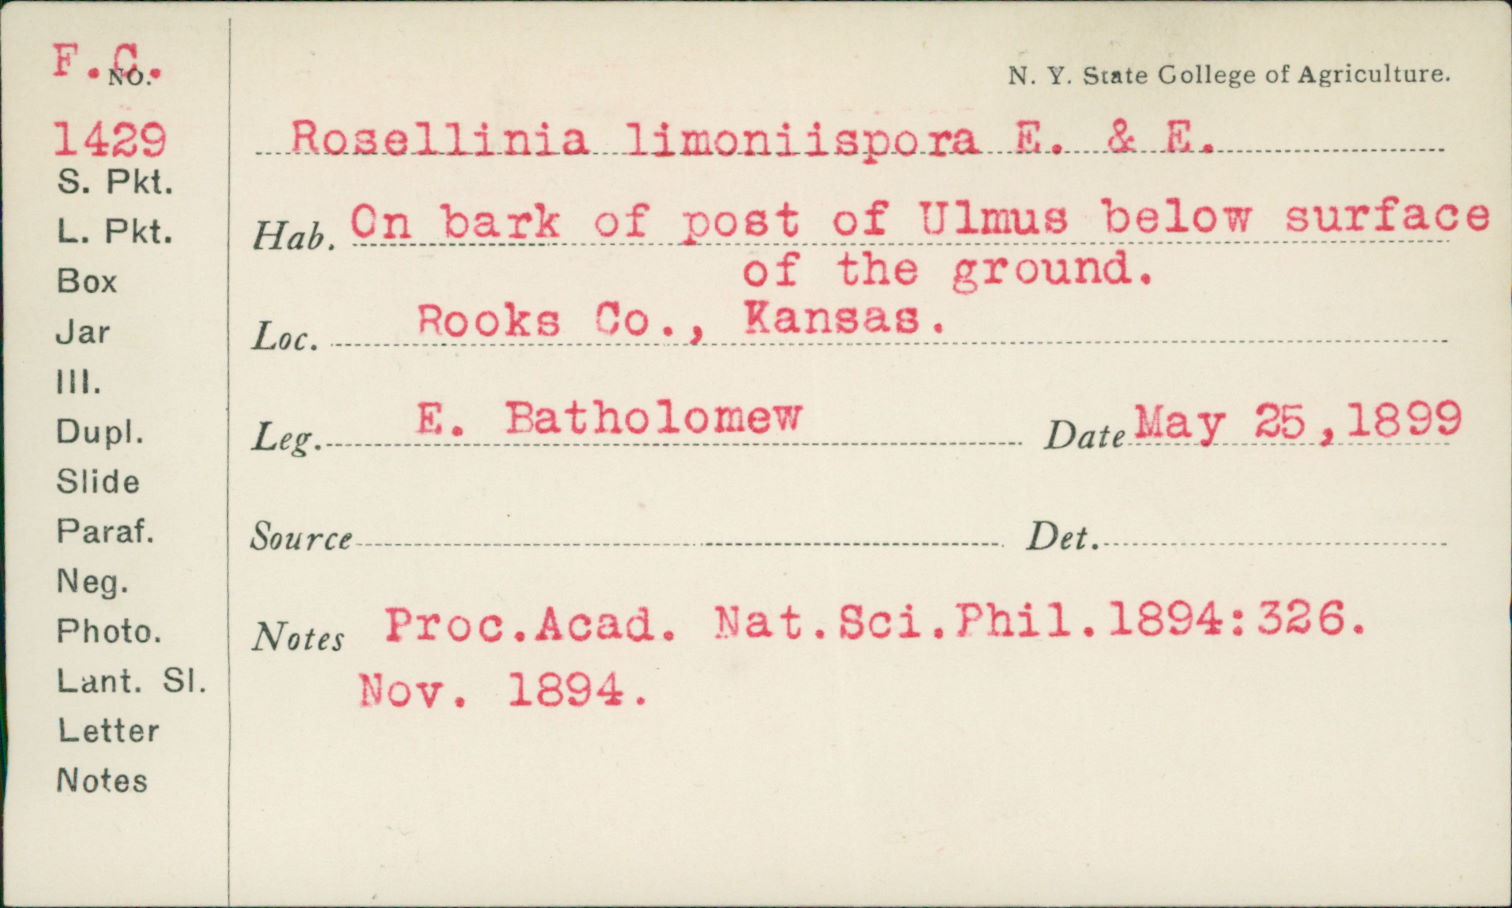 F.C.
NO.
N. Y. State College of Agriculture.
1429
Rosellinia limoniispora E. & E.
S. Pkt.
L. Pkt.
Hab. On bark of post of Ulmus below surface
of the ground.
Box
Jar
Loc. Rooks Co., Kansas.
Ill.
Dupl.
Leg. E. Batholomew Date May 25,1899
Slide
Paraf.
Source Det.
Neg.
Photo.
Notes Proc.Acad. Nat.Sci.Phil.1894:326.
Lant. Sl.
Nov. 1894.
Letter
Notes